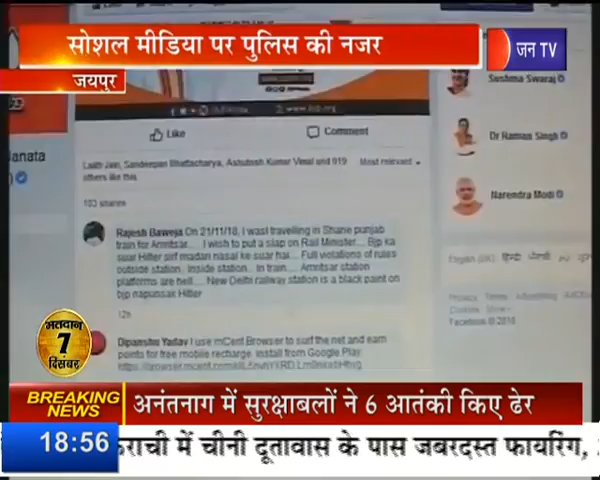 सोशल मीडिया पर पुलिस की नजर
जन TV
जयपुर
Sushma Swaraj
Dr Raman Singh
Narendra Modi
anata
Like
Comment
Lalith Jain, Sandeepan Bhattacharya, Ashutosh Kumar Vimal and 919 others like this.
Most relevant
103 shares
Rajesh Baweja On 21/11/18, I wasl travelling in Shane punjab
train for Amritsar.... I wish to put a slap on Rail Minister.... Bjp ka
suar Hitler sirf madari nasal ke suar hai.... Full violations of rules
outside station.. Inside station.. In train.... Amritsar station
platforms are hell.... New Delhi railway station is a black paint on
bjp napunsak Hitler
12h
Dipanshu Yadav I use mCent Browser to surf the net and earn
points for free mobile recharge. Install from Google Play
English (UK)
हिन्दी
ਪੰਜਾਬੀ
Privacy Terms Advertising
Cookies More
Facebook © 2018
मतदान
7
दिसंबर
BREAKING
NEWS
अनंतनाग में सुरक्षाबलों ने 6 आतंकी किए ढेर
18:56
कराची में चीनी दूतावास के पास जबरदस्त फायरिंग,